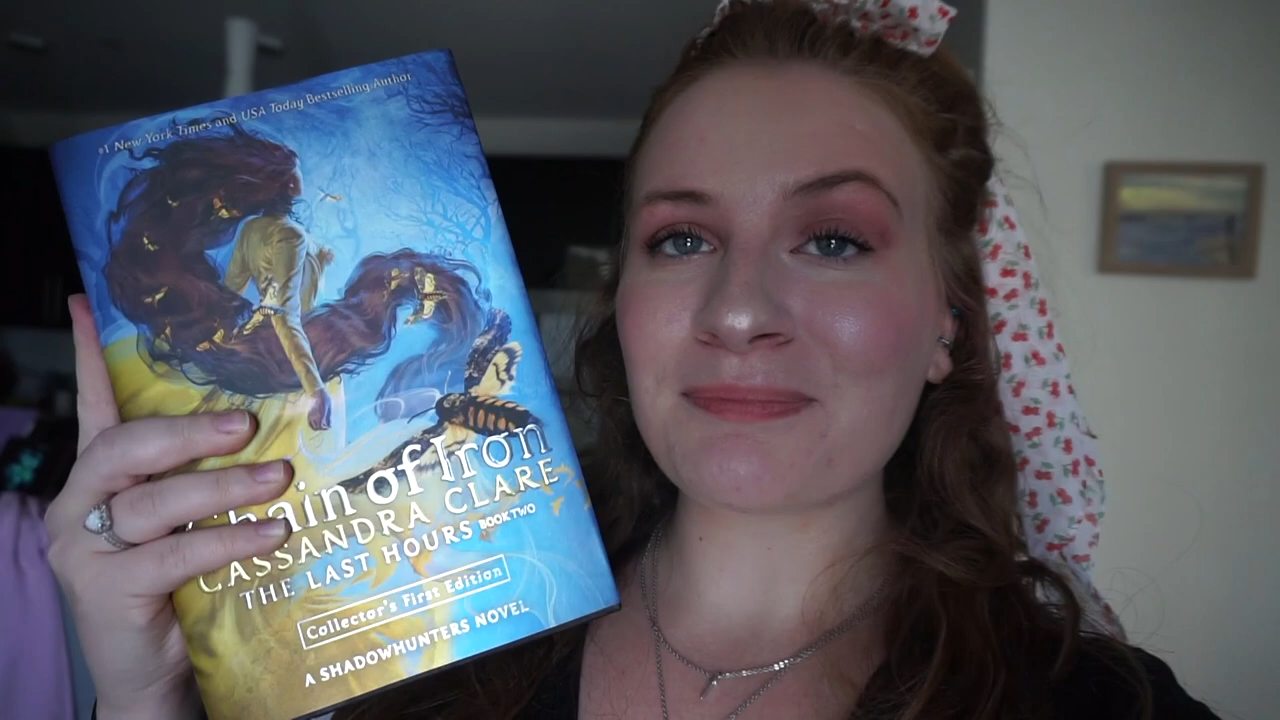 #1 New York Times and USA Today Bestselling Author
Chain of Iron
CASSANDRA CLARE
THE LAST HOURS BOOK TWO
Collector's First Edition
A SHADOWHUNTERS NOVEL